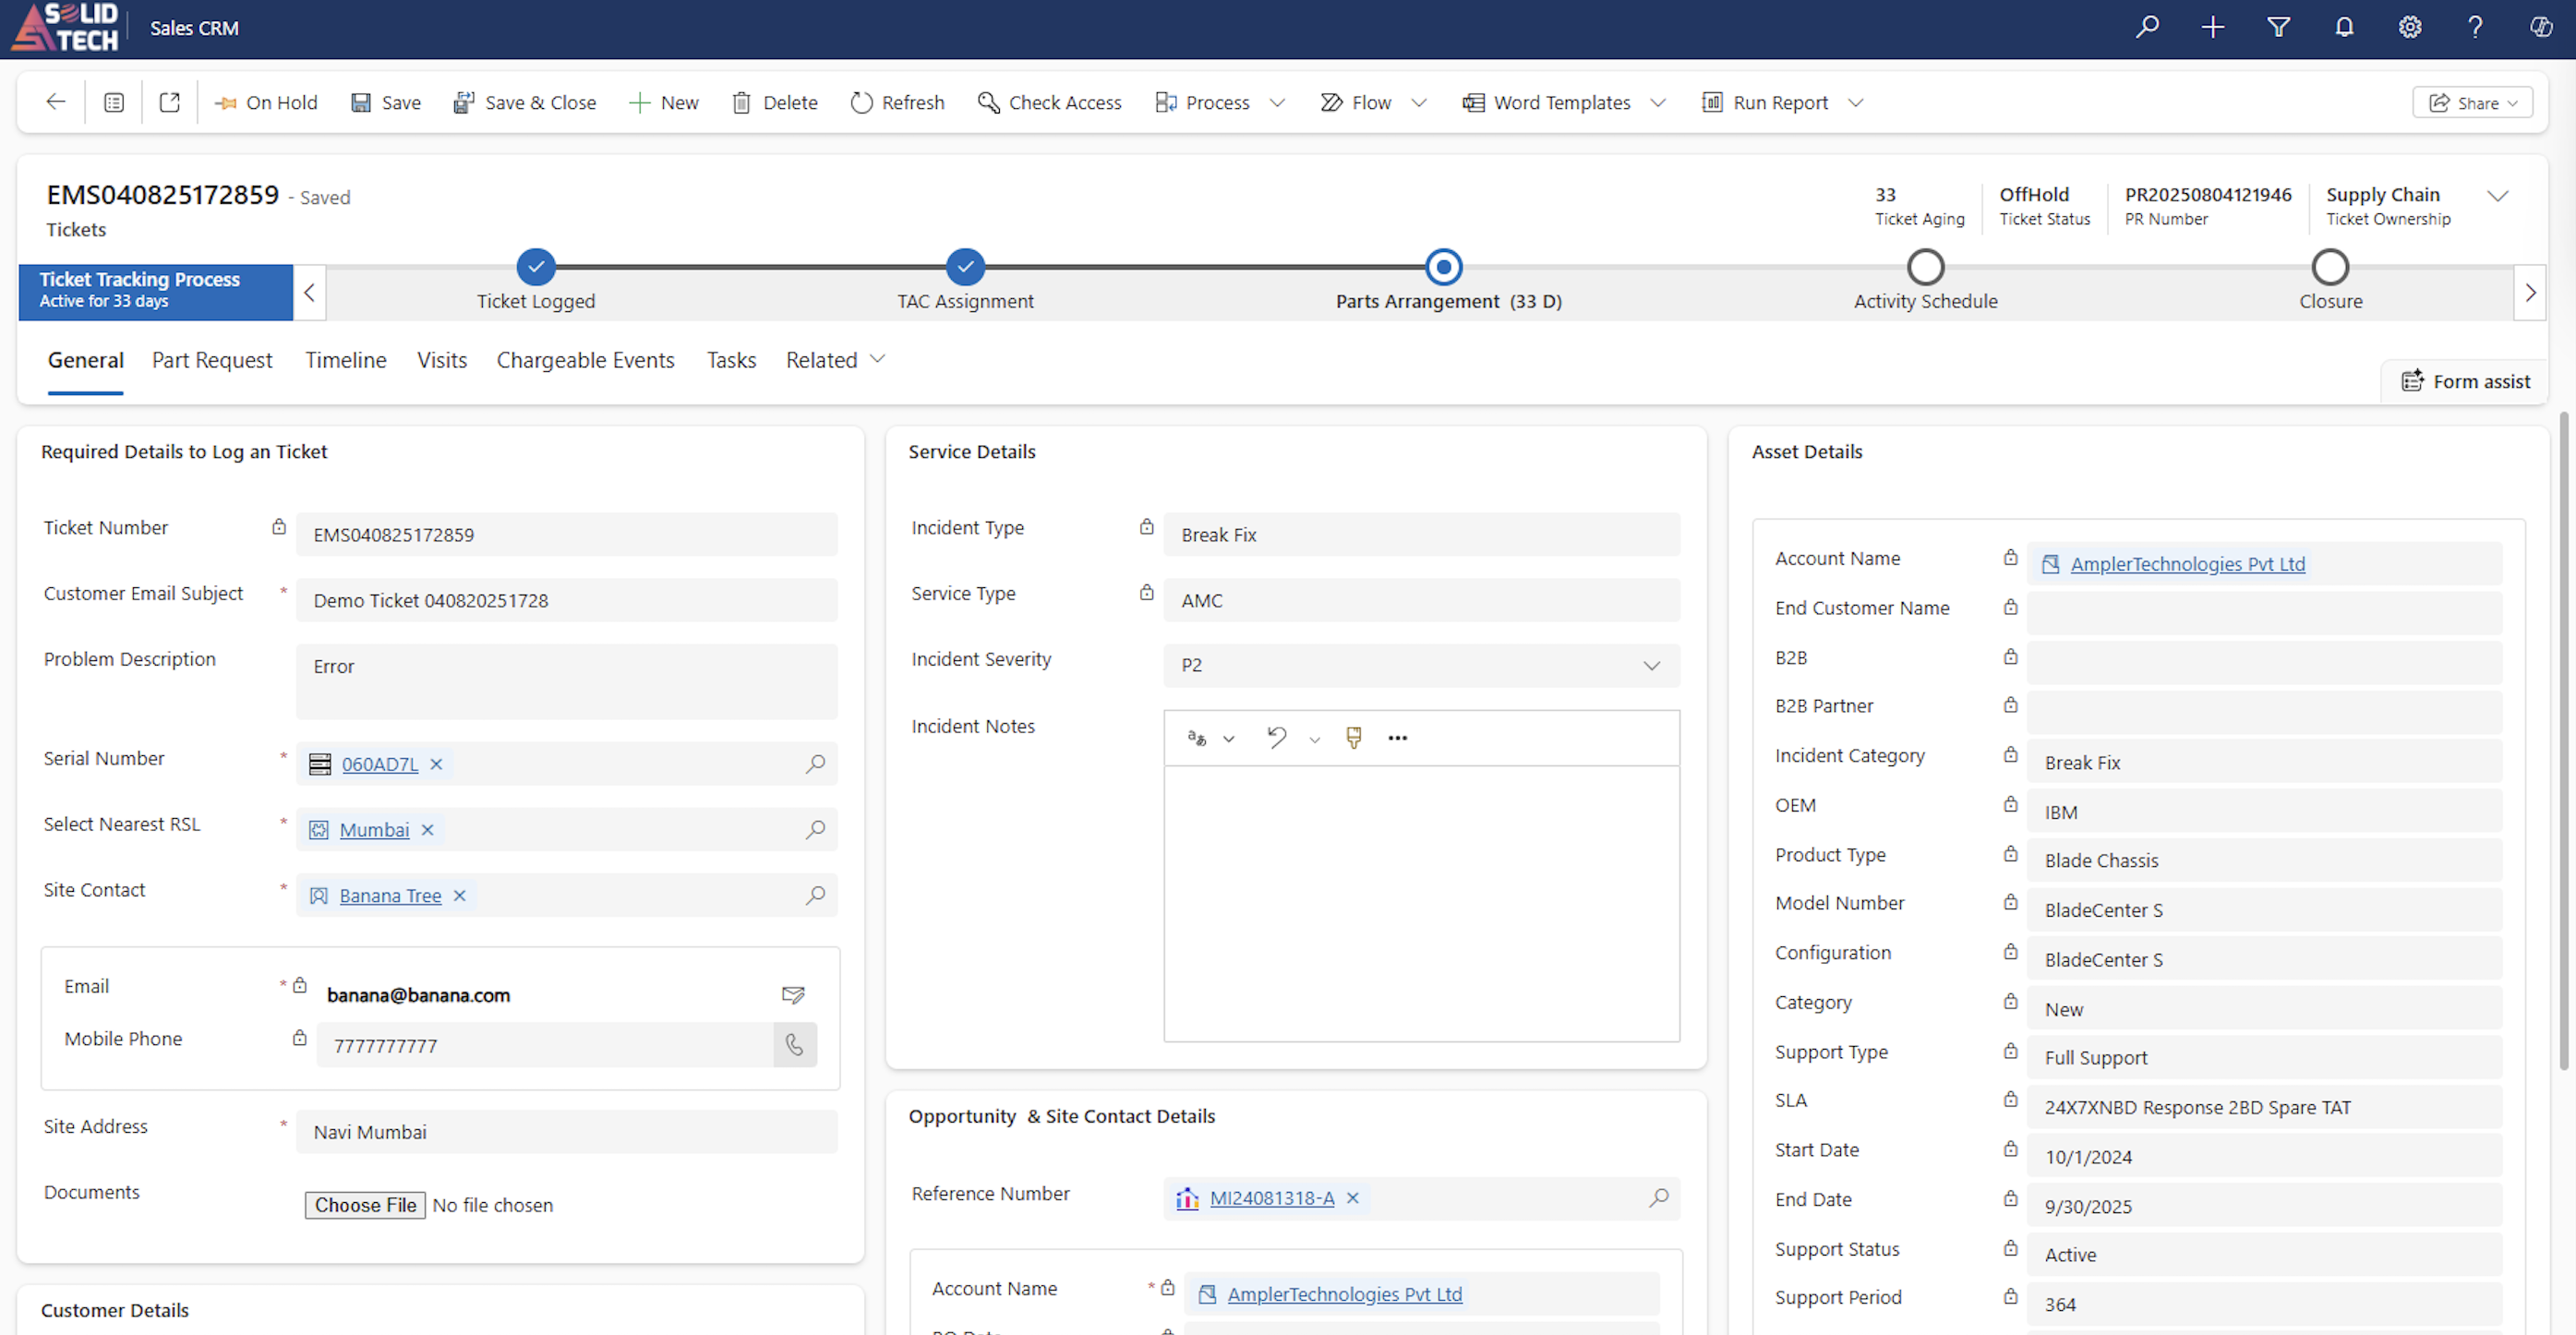 SOLID
TECH
Sales CRM
On Hold
Save
Save & Close
New
Delete
Refresh
Check Access
Process
Flow
Word Templates
Run Report
Share
EMS040825172859 - Saved
Tickets
33
Ticket Aging
OffHold
Ticket Status
PR20250804121946
PR Number
Supply Chain
Ticket Ownership
Ticket Tracking Process
Active for 33 days
Ticket Logged
TAC Assignment
Parts Arrangement (33 D)
Activity Schedule
Closure
General
Part Request
Timeline
Visits
Chargeable Events
Tasks
Related
Form assist
Required Details to Log an Ticket
Ticket Number
EMS040825172859
Customer Email Subject *
Demo Ticket 040820251728
Problem Description
Error
Serial Number *
060AD7L
Select Nearest RSL *
Mumbai
Site Contact *
Banana Tree
Email *
banana@banana.com
Mobile Phone
7777777777
Site Address *
Navi Mumbai
Documents
Choose File No file chosen
Customer Details
Service Details
Incident Type
Break Fix
Service Type
AMC
Incident Severity
P2
Incident Notes
Opportunity & Site Contact Details
Reference Number
MI24081318-A
Account Name *
AmplerTechnologies Pvt Ltd
Asset Details
Account Name
AmplerTechnologies Pvt Ltd
End Customer Name
B2B
B2B Partner
Incident Category
Break Fix
OEM
IBM
Product Type
Blade Chassis
Model Number
BladeCenter S
Configuration
BladeCenter S
Category
New
Support Type
Full Support
SLA
24X7XNBD Response 2BD Spare TAT
Start Date
10/1/2024
End Date
9/30/2025
Support Status
Active
Support Period
364